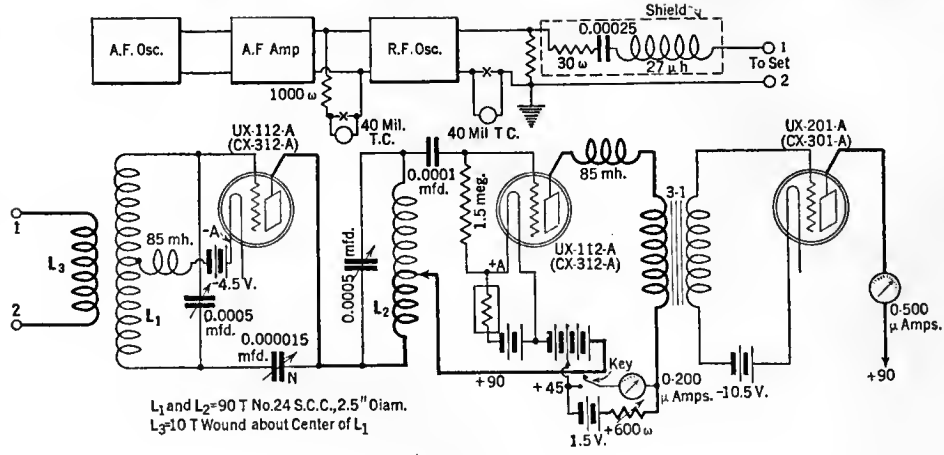 Shield
A.F. Osc.
A.F Amp
R.F. Osc.
0.00025
30 ω
27 μh
1
To Set
2
1000 ω
40 Mil.
T.C.
40 Mil T C.
UX-112-A
(CX-312-A)
UX-201-A
(CX-301-A)
0.0001
mfd.
85 mh.
3-1
1.5 meg.
1
L3
2
85 mh.
-A
-4.5 V.
0.0005
mfd.
L1
0.000015
mfd.
N
0.0005 mfd.
L2
+A
UX-112-A
(CX-312-A)
0-500
μ Amps.
+90
+90
+45
Key
0-200
μ Amps.
-10.5 V.
1.5 V.
+600 ω
L1 and L2=90 T No.24 S.C.C., 2.5" Diam.
L3=10 T Wound about Center of L1